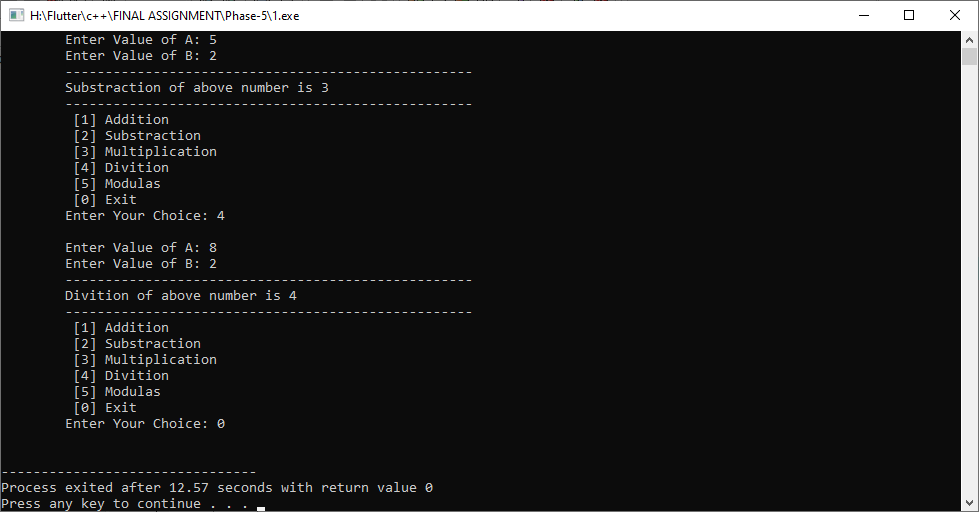 H:\Flutter\c++\FINAL ASSIGNMENT\Phase-5\1.exe
Enter Value of A: 5
Enter Value of B: 2
---------------------------------------------------
Substraction of above number is 3
---------------------------------------------------
[1] Addition
[2] Substraction
[3] Multiplication
[4] Divition
[5] Modulas
[0] Exit
Enter Your Choice: 4
Enter Value of A: 8
Enter Value of B: 2
---------------------------------------------------
Divition of above number is 4
---------------------------------------------------
[1] Addition
[2] Substraction
[3] Multiplication
[4] Divition
[5] Modulas
[0] Exit
Enter Your Choice: 0
--------------------------------
Process exited after 12.57 seconds with return value 0
Press any key to continue . . .